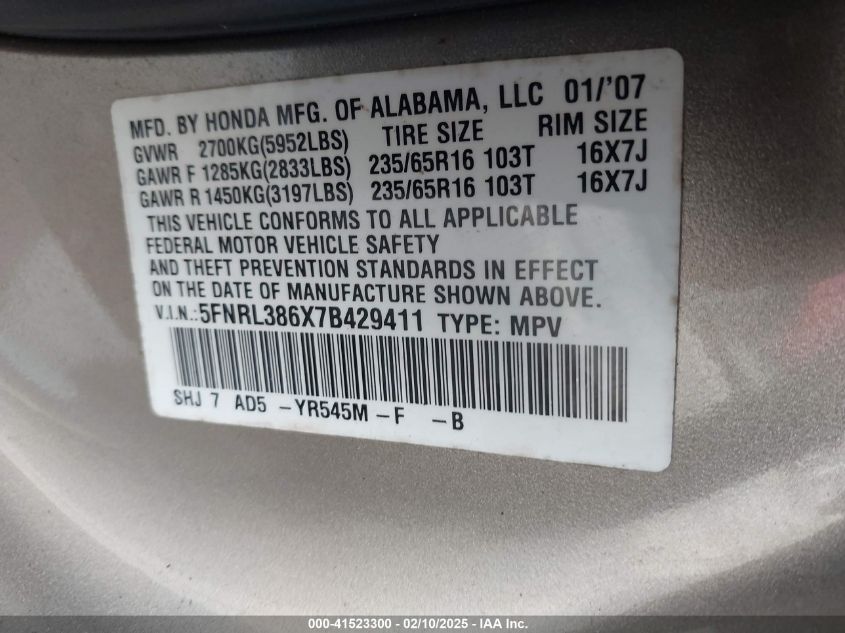 MFD. BY HONDA MFG. OF ALABAMA, LLC 01/'07
GVWR 2700KG(5952LBS) TIRE SIZE RIM SIZE
GAWR F 1285KG(2833LBS) 235/65R16 103T 16X7J
GAWR R 1450KG(3197LBS) 235/65R16 103T 16X7J
THIS VEHICLE CONFORMS TO ALL APPLICABLE
FEDERAL MOTOR VEHICLE SAFETY
AND THEFT PREVENTION STANDARDS IN EFFECT
ON THE DATE OF MANUFACTURE SHOWN ABOVE.
V.I.N.:5FNRL386X7B429411 TYPE: MPV
SHJ 7 AD5 -YR545M -F -B
000-41523300 - 02/10/2025 - IAA Inc.